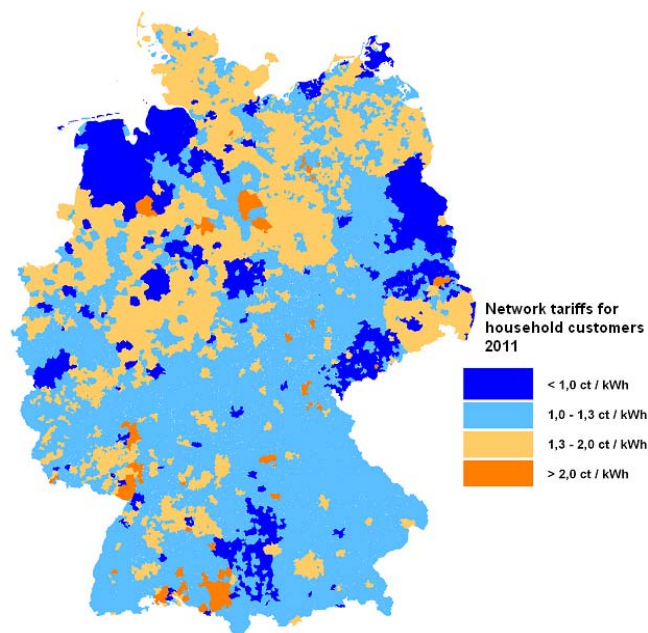 Network tariffs for
household customers
2011
< 1,0 ct / kWh
1,0 - 1,3 ct / kWh
1,3 - 2,0 ct / kWh
> 2,0 ct / kWh